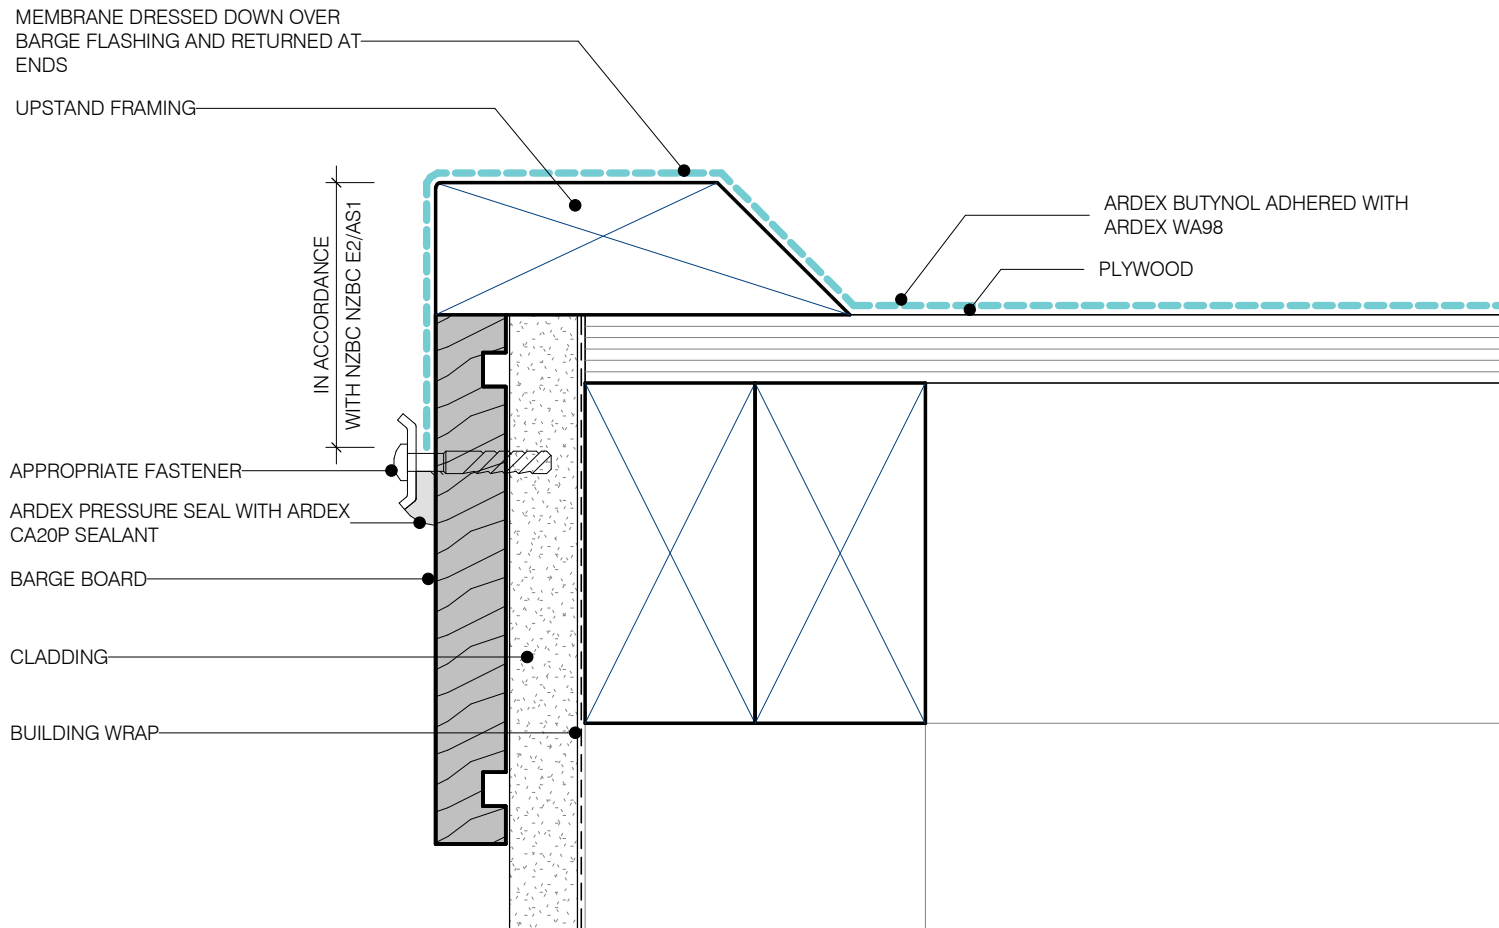 MEMBRANE DRESSED DOWN OVER
BARGE FLASHING AND RETURNED AT
ENDS
UPSTAND FRAMING
IN ACCORDANCE
WITH NZBC NZBC E2/AS1
ARDEX BUTYNOL ADHERED WITH
ARDEX WA98
PLYWOOD
APPROPRIATE FASTENER
ARDEX PRESSURE SEAL WITH ARDEX
CA20P SEALANT
BARGE BOARD
CLADDING
BUILDING WRAP